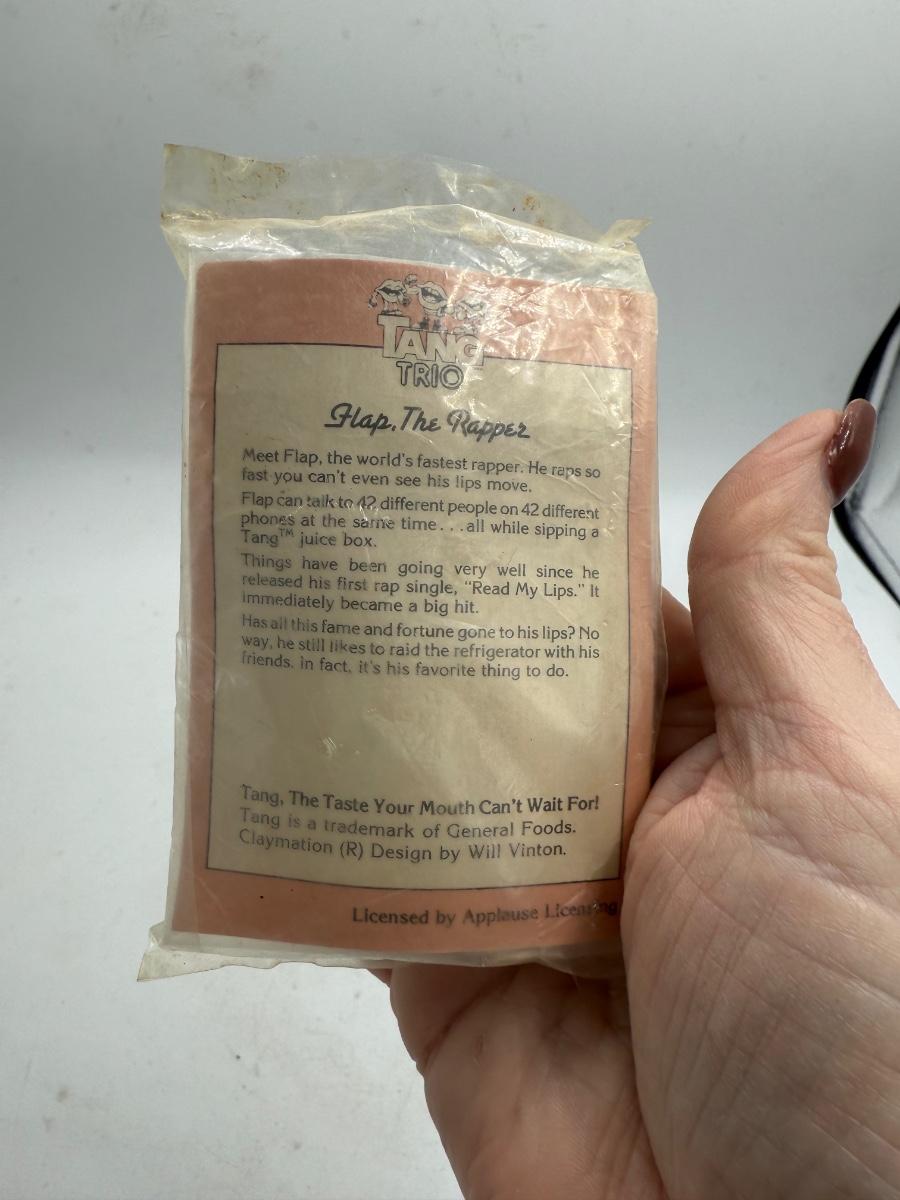 TANG
TRIO
Flap, The Rapper
Meet Flap, the world's fastest rapper. He raps so
fast you can't even see his lips move.
Flap can talk to 42 different people on 42 different
phones at the same time...all while sipping a
Tang™ juice box.
Things have been going very well since he
released his first rap single, "Read My Lips." It
immediately became a big hit.
Has all this fame and fortune gone to his lips? No
way, he still likes to raid the refrigerator with his
friends. In fact, it's his favorite thing to do.
Tang, The Taste Your Mouth Can't Wait For!
Tang is a trademark of General Foods.
Claymation (R) Design by Will Vinton.
Licensed by Applause Licensing